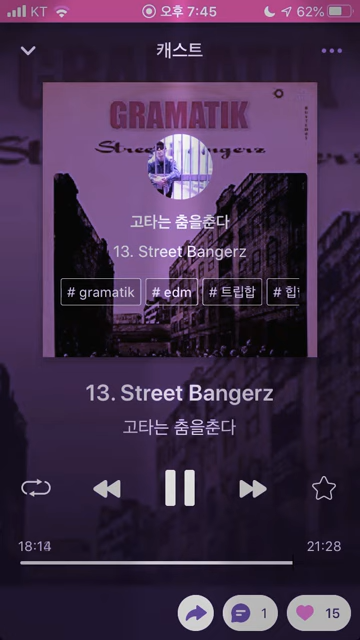 KT 오후 7:45 62%
캐스트
GRAMATIK
Street Bangerz
고타는 춤을춘다
13. Street Bangerz
# gramatik # edm # 트립합 # 힙
13. Street Bangerz
고타는 춤을춘다
18:14 21:28
1 15